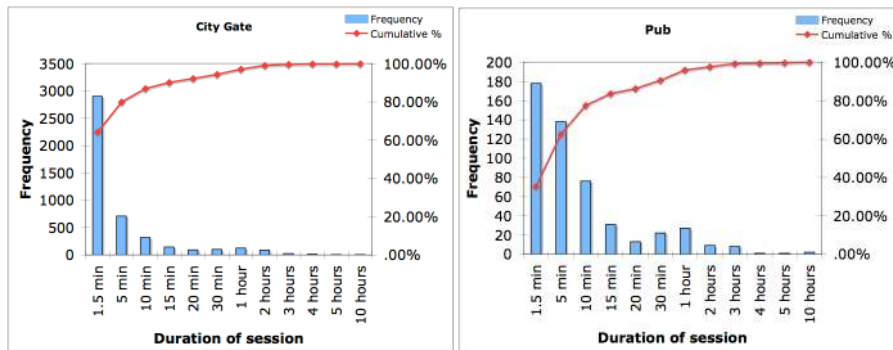 City Gate
Frequency
Cumulative %
3500
3000
2500
2000
1500
1000
500
0
100.00%
80.00%
60.00%
40.00%
20.00%
.00%
Frequency
1.5 min
5 min
10 min
15 min
20 min
30 min
1 hour
2 hours
3 hours
4 hours
5 hours
10 hours
Duration of session
Pub
Frequency
Cumulative %
200
180
160
140
120
100
80
60
40
20
0
100.00%
80.00%
60.00%
40.00%
20.00%
.00%
Frequency
1.5 min
5 min
10 min
15 min
20 min
30 min
1 hour
2 hours
3 hours
4 hours
5 hours
10 hours
Duration of session